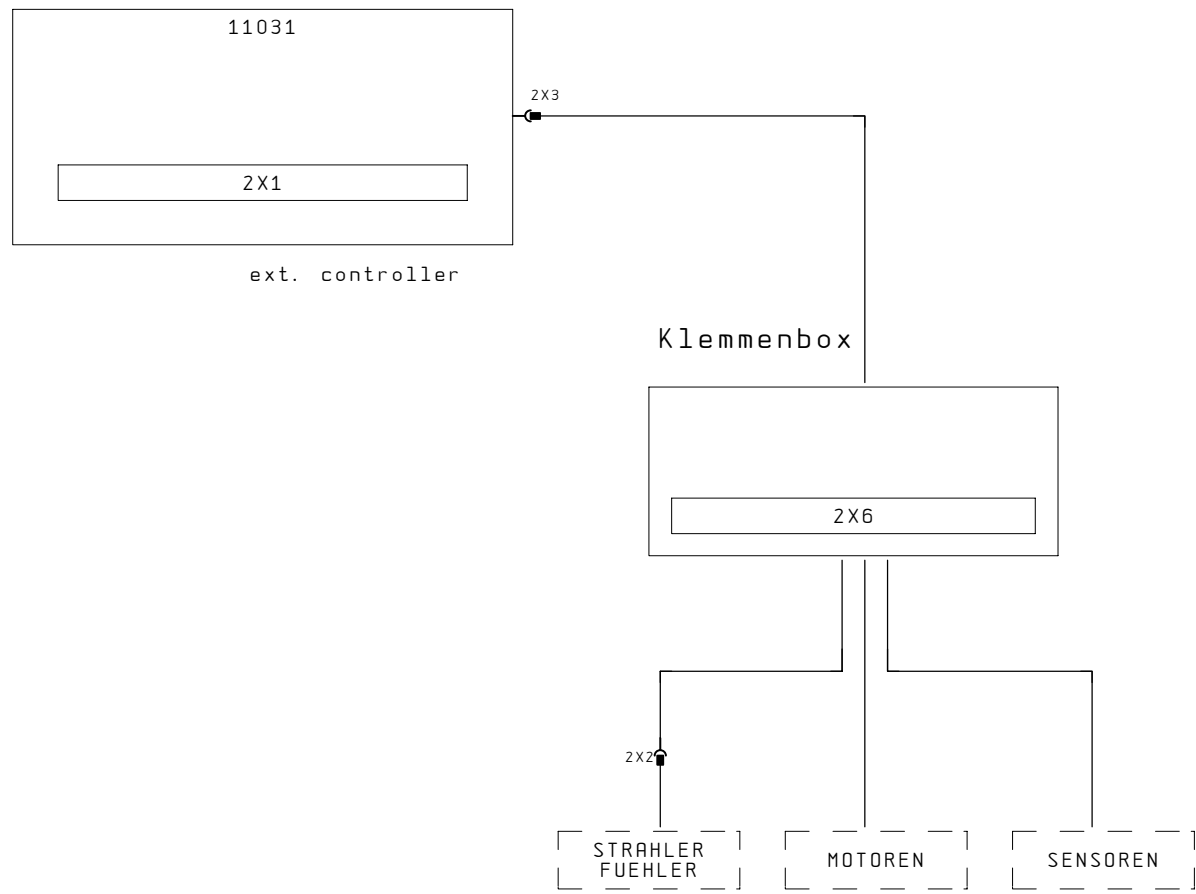 11031
2X3
2X1
ext. controller
Klemmenbox
2X6
2X2
STRAHLER
FUEHLER
MOTOREN
SENSOREN